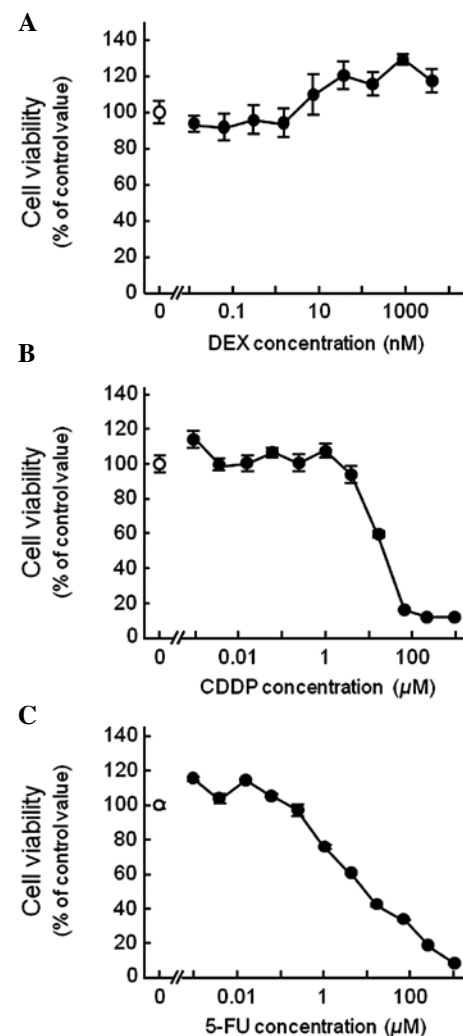 A
Cell viability
(% of control value)
140
120
100
80
60
40
20
0
0 0.1 10 1000
DEX concentration (nM)
B
Cell viability
(% of control value)
140
120
100
80
60
40
20
0
0 0.01 1 100
CDDP concentration (µM)
C
Cell viability
(% of control value)
140
120
100
80
60
40
20
0
0 0.01 1 100
5-FU concentration (µM)